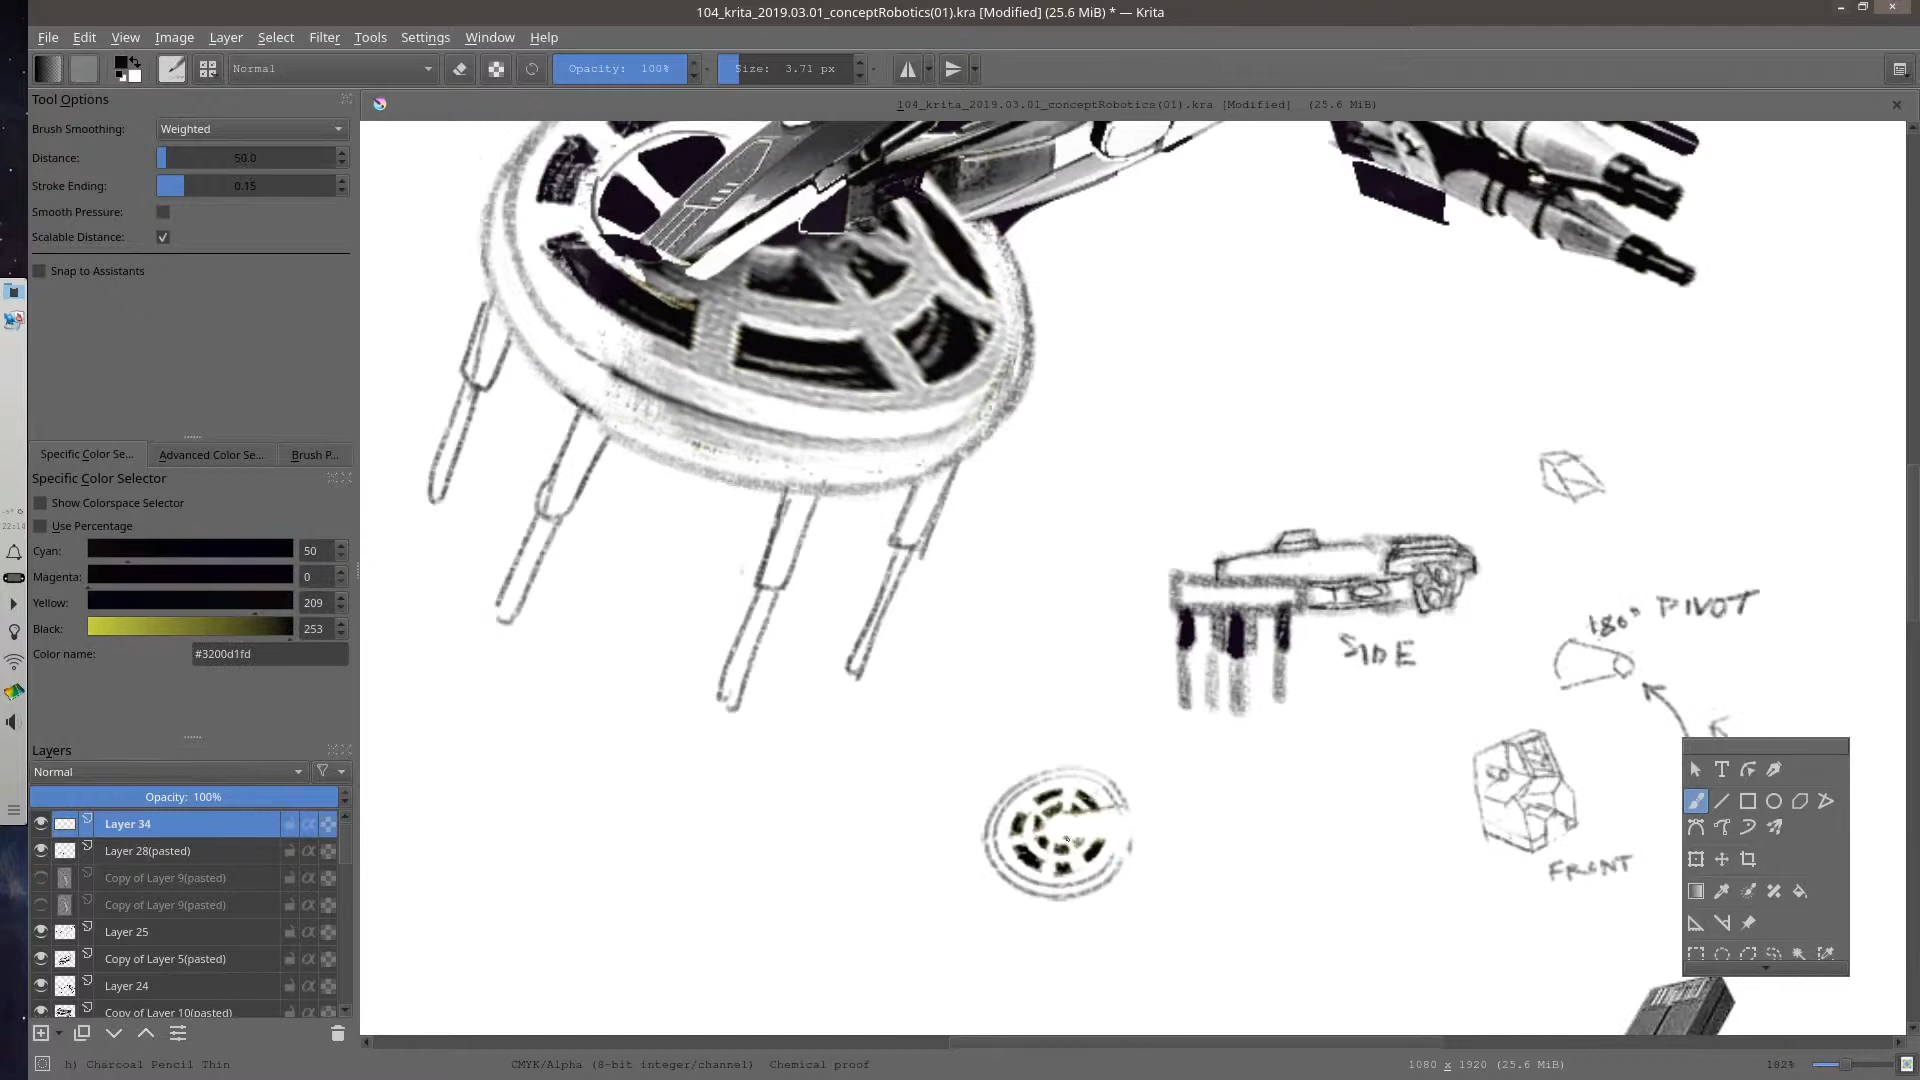 104_krita_2019.03.01_conceptRobotics(01).kra [Modified] (25.6 MiB) * — Krita
File Edit View Image Layer Select Filter Tools Settings Window Help
Normal Opacity: 100% Size: 3.71 px
Tool Options
104_krita_2019.03.01_conceptRobotics(01).kra [Modified] (25.6 MiB)
Brush Smoothing: Weighted
Distance: 50.0
Stroke Ending: 0.15
Smooth Pressure:
Scalable Distance:
Snap to Assistants
Specific Color Se... Advanced Color Se... Brush P...
Specific Color Selector
Show Colorspace Selector
Use Percentage
Cyan: 50
Magenta: 0
Yellow: 209
Black: 253
Color name: #3200d1fd
180° PIVOT
SIDE
FRONT
Layers
Normal
Opacity: 100%
Layer 34
Layer 28(pasted)
Copy of Layer 9(pasted)
Copy of Layer 9(pasted)
Layer 25
Copy of Layer 5(pasted)
Layer 24
Copy of Layer 10(pasted)
h) Charcoal Pencil Thin CMYK/Alpha (8-bit integer/channel) Chemical proof 1080 x 1920 (25.6 MiB) 182%